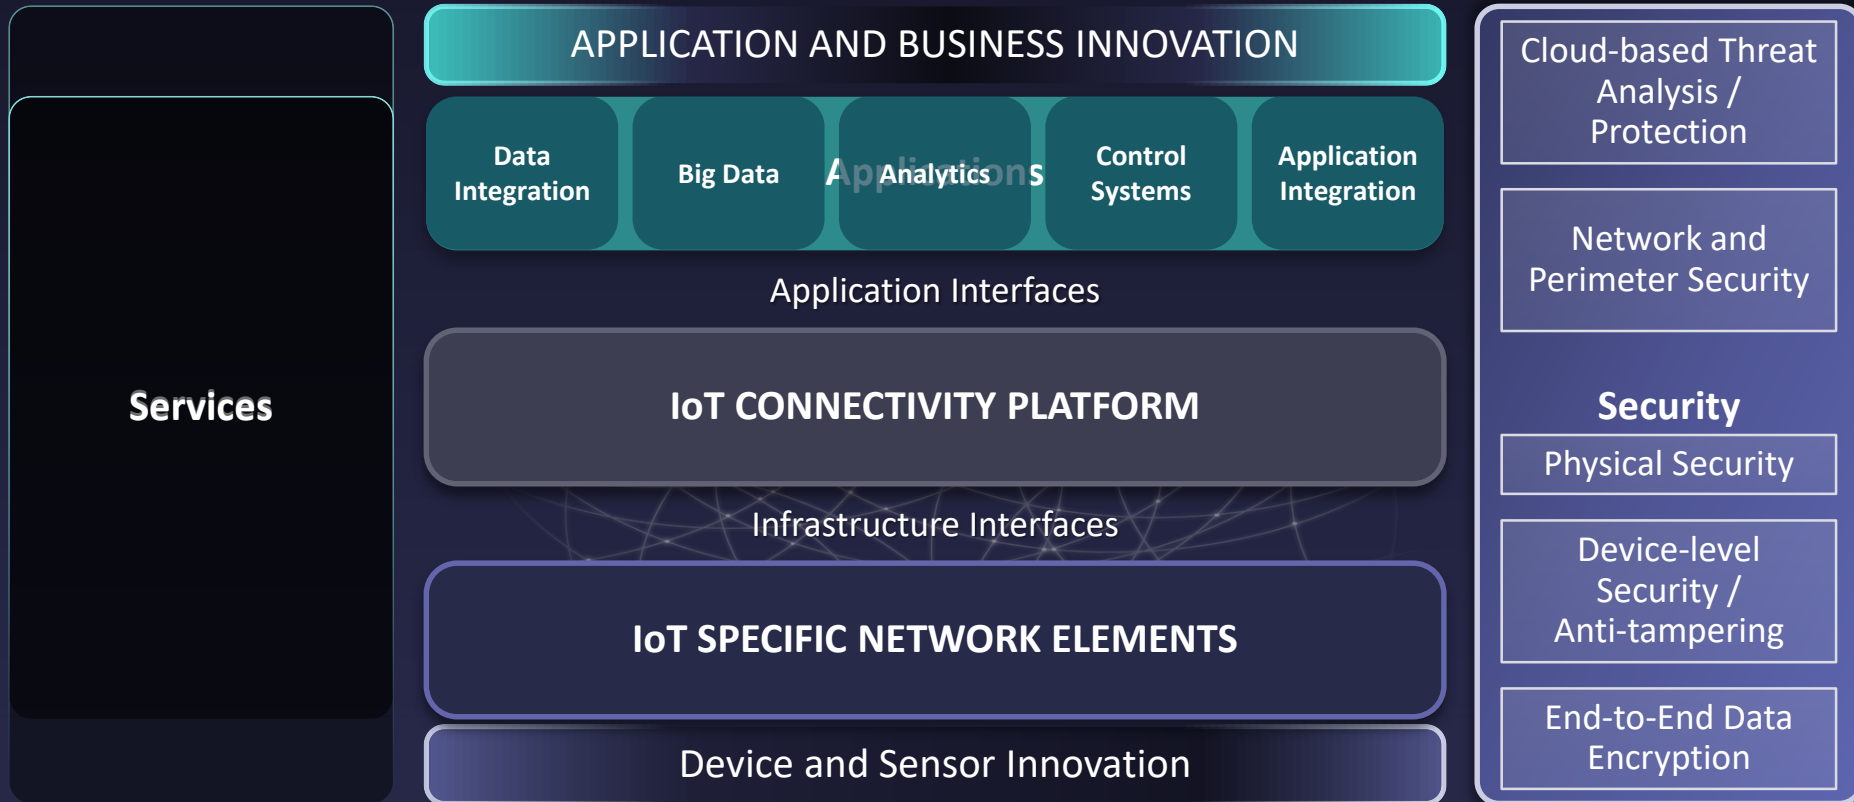 Services
APPLICATION AND BUSINESS INNOVATION
Applications
Data
Integration
Big Data
Analytics
Control
Systems
Application
Integration
Application Interfaces
IoT CONNECTIVITY PLATFORM
Infrastructure Interfaces
IoT SPECIFIC NETWORK ELEMENTS
Device and Sensor Innovation
Cloud-based Threat
Analysis /
Protection
Network and
Perimeter Security
Security
Physical Security
Device-level
Security /
Anti-tampering
End-to-End Data
Encryption